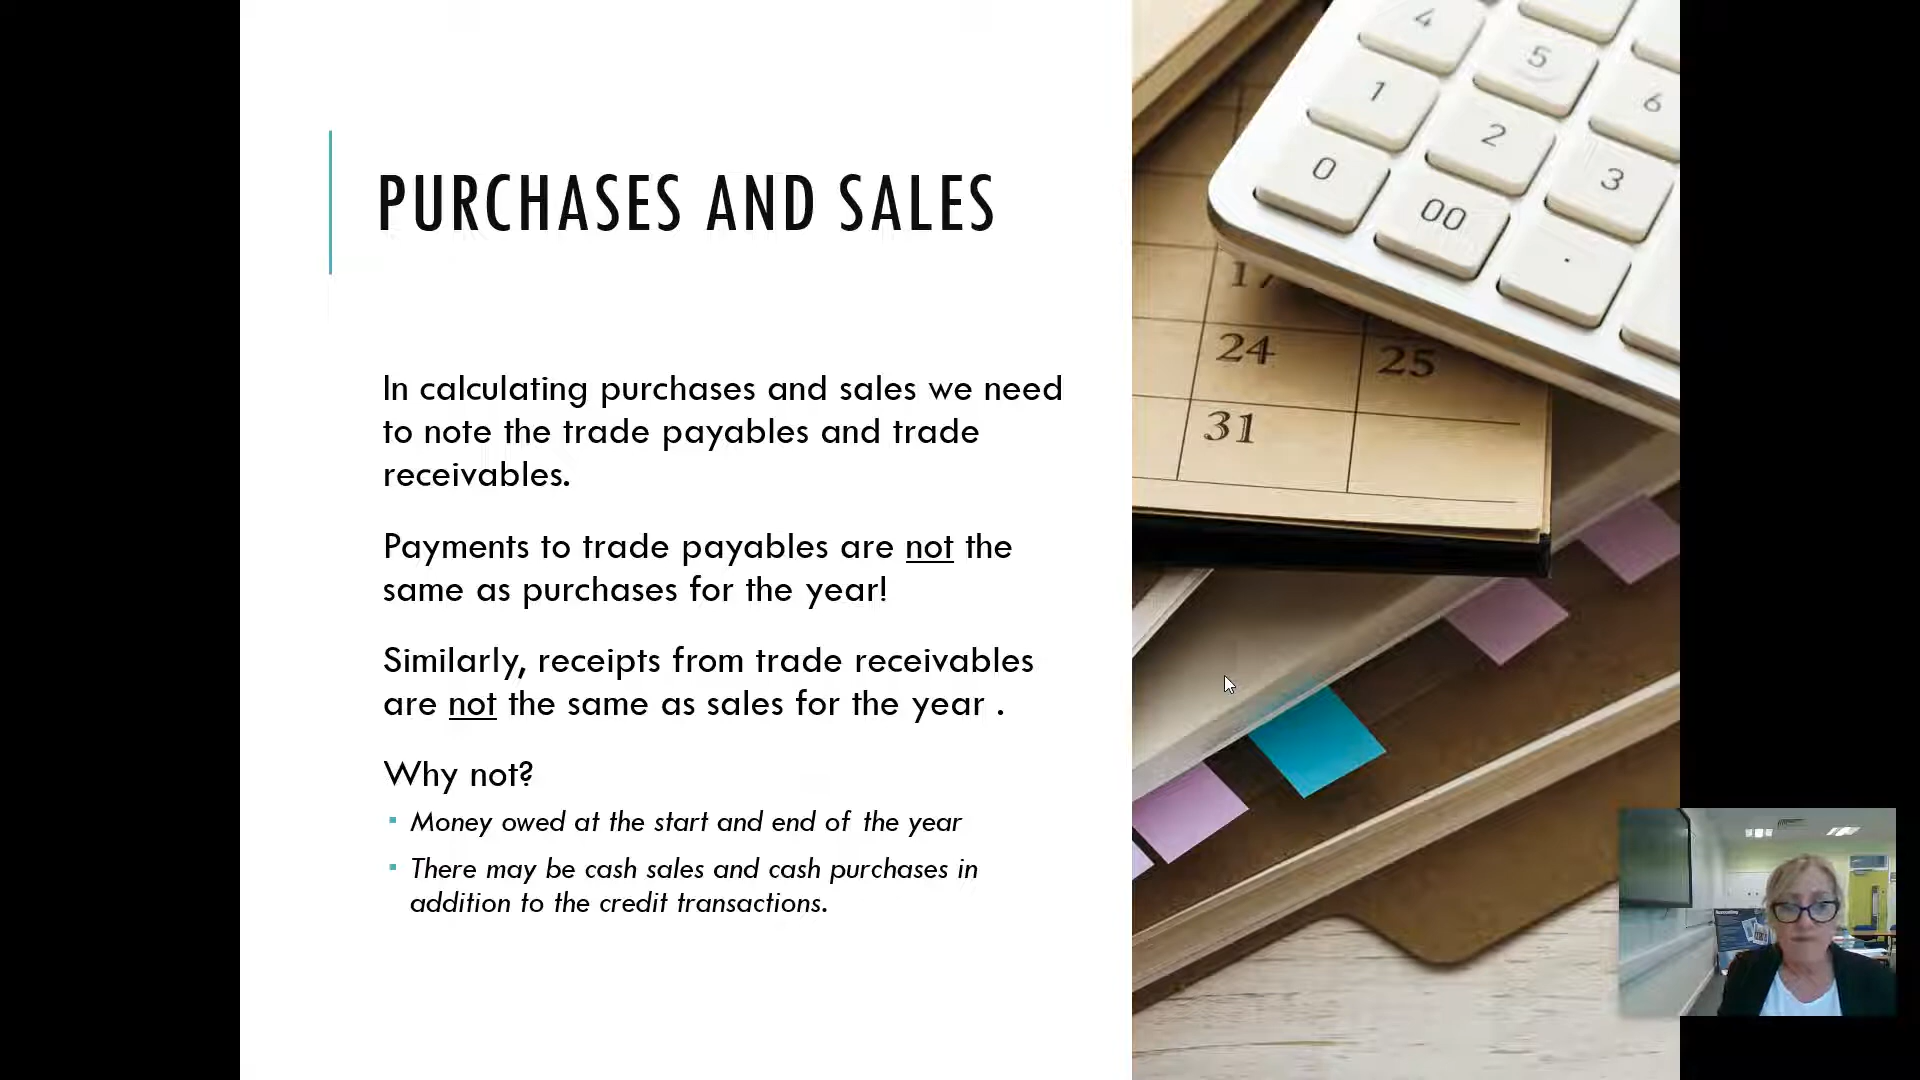 PURCHASES AND SALES
In calculating purchases and sales we need
to note the trade payables and trade
receivables.
Payments to trade payables are not the
same as purchases for the year!
Similarly, receipts from trade receivables
are not the same as sales for the year .
Why not?
▪ Money owed at the start and end of the year
▪ There may be cash sales and cash purchases in
addition to the credit transactions.
4
5
6
1
2
3
0
00
.
17
24
25
31